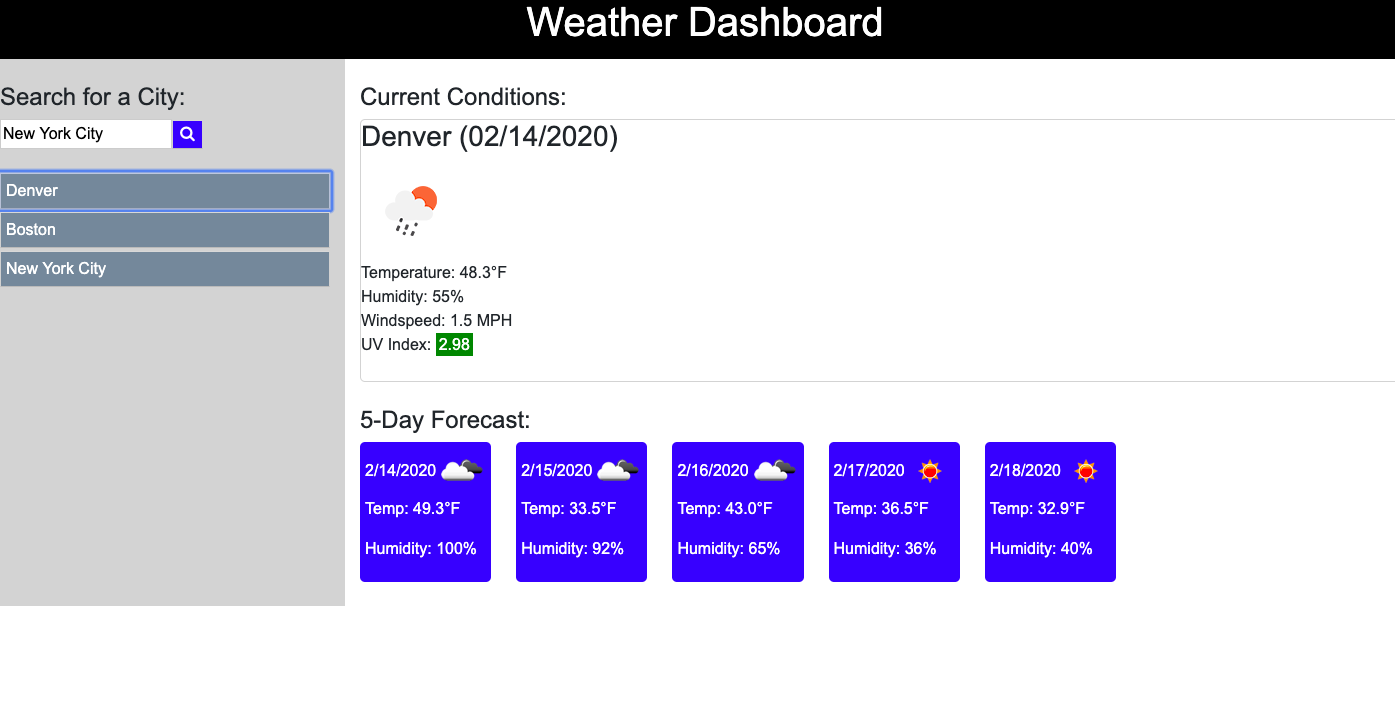 Weather Dashboard
Search for a City:
New York City
Denver
Boston
New York City
Current Conditions:
Denver (02/14/2020)
Temperature: 48.3°F
Humidity: 55%
Windspeed: 1.5 MPH
UV Index: 2.98
5-Day Forecast:
2/14/2020
Temp: 49.3°F
Humidity: 100%
2/15/2020
Temp: 33.5°F
Humidity: 92%
2/16/2020
Temp: 43.0°F
Humidity: 65%
2/17/2020
Temp: 36.5°F
Humidity: 36%
2/18/2020
Temp: 32.9°F
Humidity: 40%